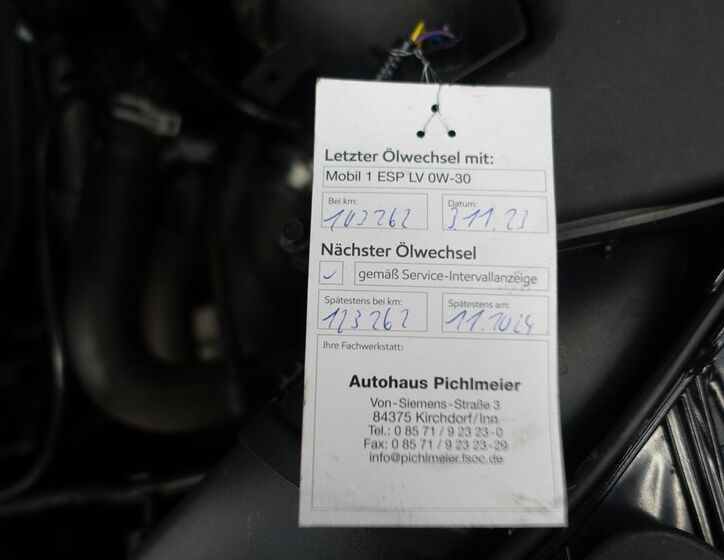 Letzter Ölwechsel mit:
Mobil 1 ESP LV 0W-30
Bei km:
103262
Datum:
3.11.23
Nächster Ölwechsel
✓ gemäß Service-Intervallanzeige
Spätestens bei km:
123262
Spätestens am:
11.2024
Ihre Fachwerkstatt:
Autohaus Pichlmeier
Von-Siemens-Straße 3
84375 Kirchdorf/Inn
Tel.: 0 85 71 / 9 23 23-0
Fax: 0 85 71 / 9 23 23-29
info@pichlmeier.fsoc.de